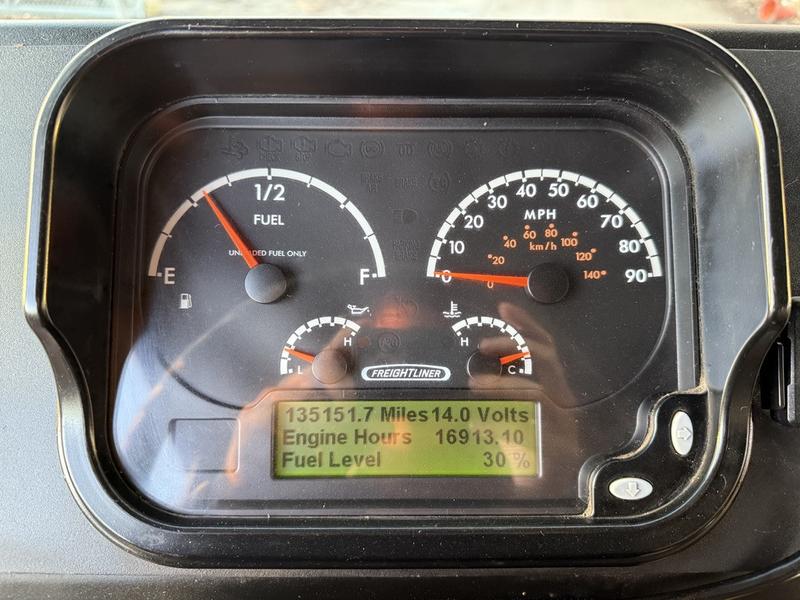 1/2
FUEL
UNLEADED FUEL ONLY
E
F
MPH
0 10 20 30 40 50 60 70 80 90
km/h
0 20 40 60 80 100 120 140
H
L
H
C
FREIGHTLINER
135151.7 Miles 14.0 Volts
Engine Hours 16913.10
Fuel Level 30 %